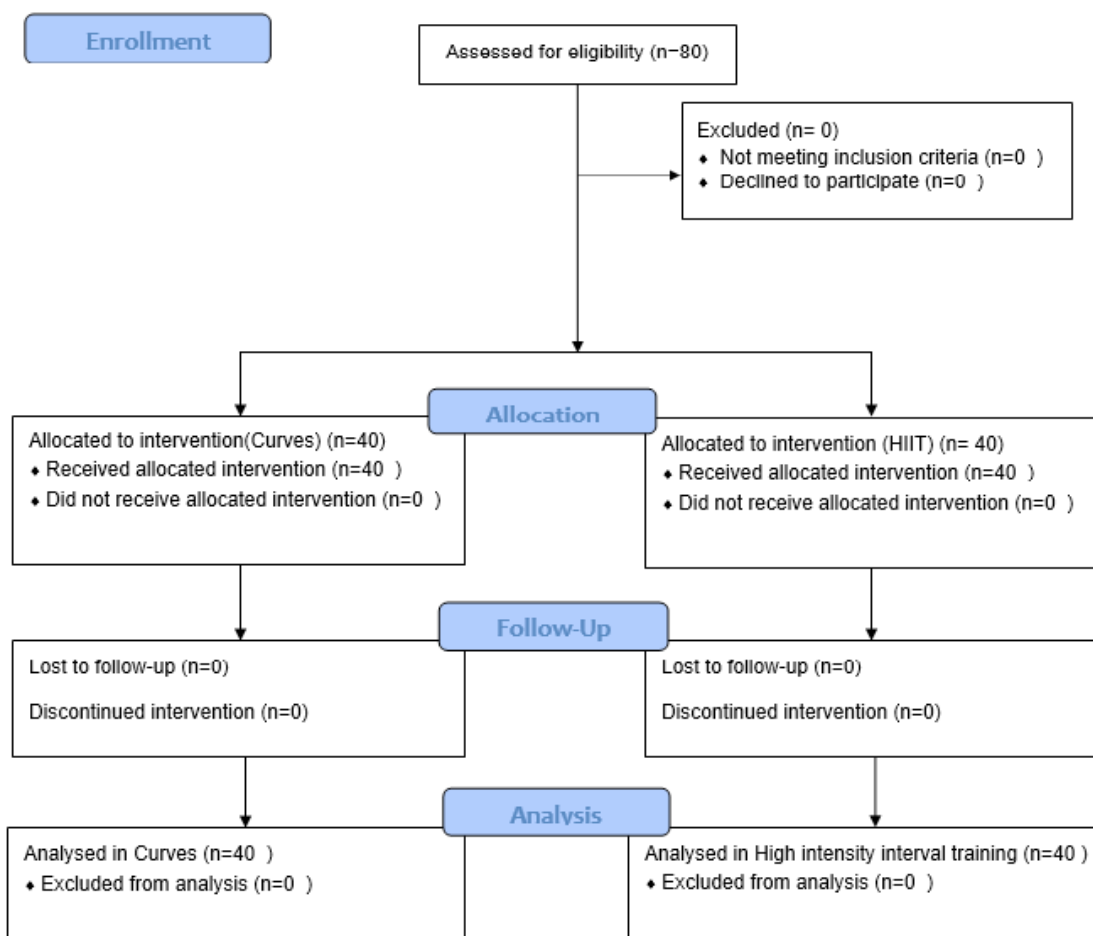 Enrollment
Assessed for eligibility (n=80)
Excluded (n= 0)
♦ Not meeting inclusion criteria (n=0 )
♦ Declined to participate (n=0 )
Allocation
Allocated to intervention(Curves) (n=40)
♦ Received allocated intervention (n=40 )
♦ Did not receive allocated intervention (n=0 )
Allocated to intervention (HIIT) (n= 40)
♦ Received allocated intervention (n=40 )
♦ Did not receive allocated intervention (n=0 )
Follow-Up
Lost to follow-up (n=0)
Discontinued intervention (n=0)
Lost to follow-up (n=0)
Discontinued intervention (n=0)
Analysis
Analysed in Curves (n=40 )
♦ Excluded from analysis (n=0 )
Analysed in High intensity interval training (n=40 )
♦ Excluded from analysis (n=0 )